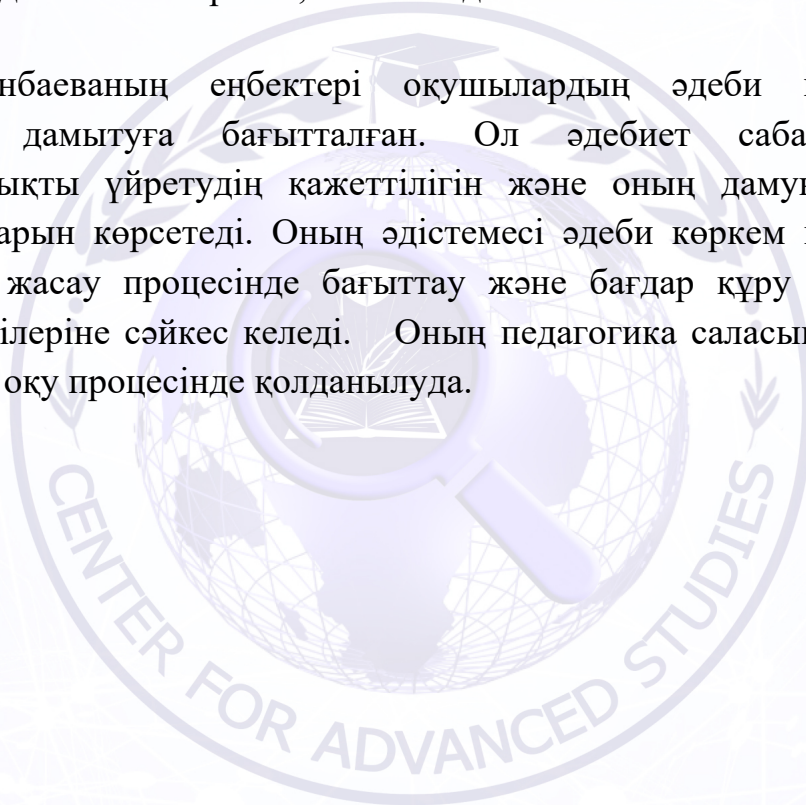 нбаеваның еңбектері оқушылардың әдеби
дамытуға бағытталған. Ол әдебиет саба
ықты үйретудің қажеттілігін және оның даму
арын көрсетеді. Оның әдістемесі әдеби көркем
жасау процесінде бағыттау және бағдар құру
ілеріне сәйкес келеді. Оның педагогика саласы
оқу процесінде қолданылуда.
CENTER FOR ADVANCED STUDIES